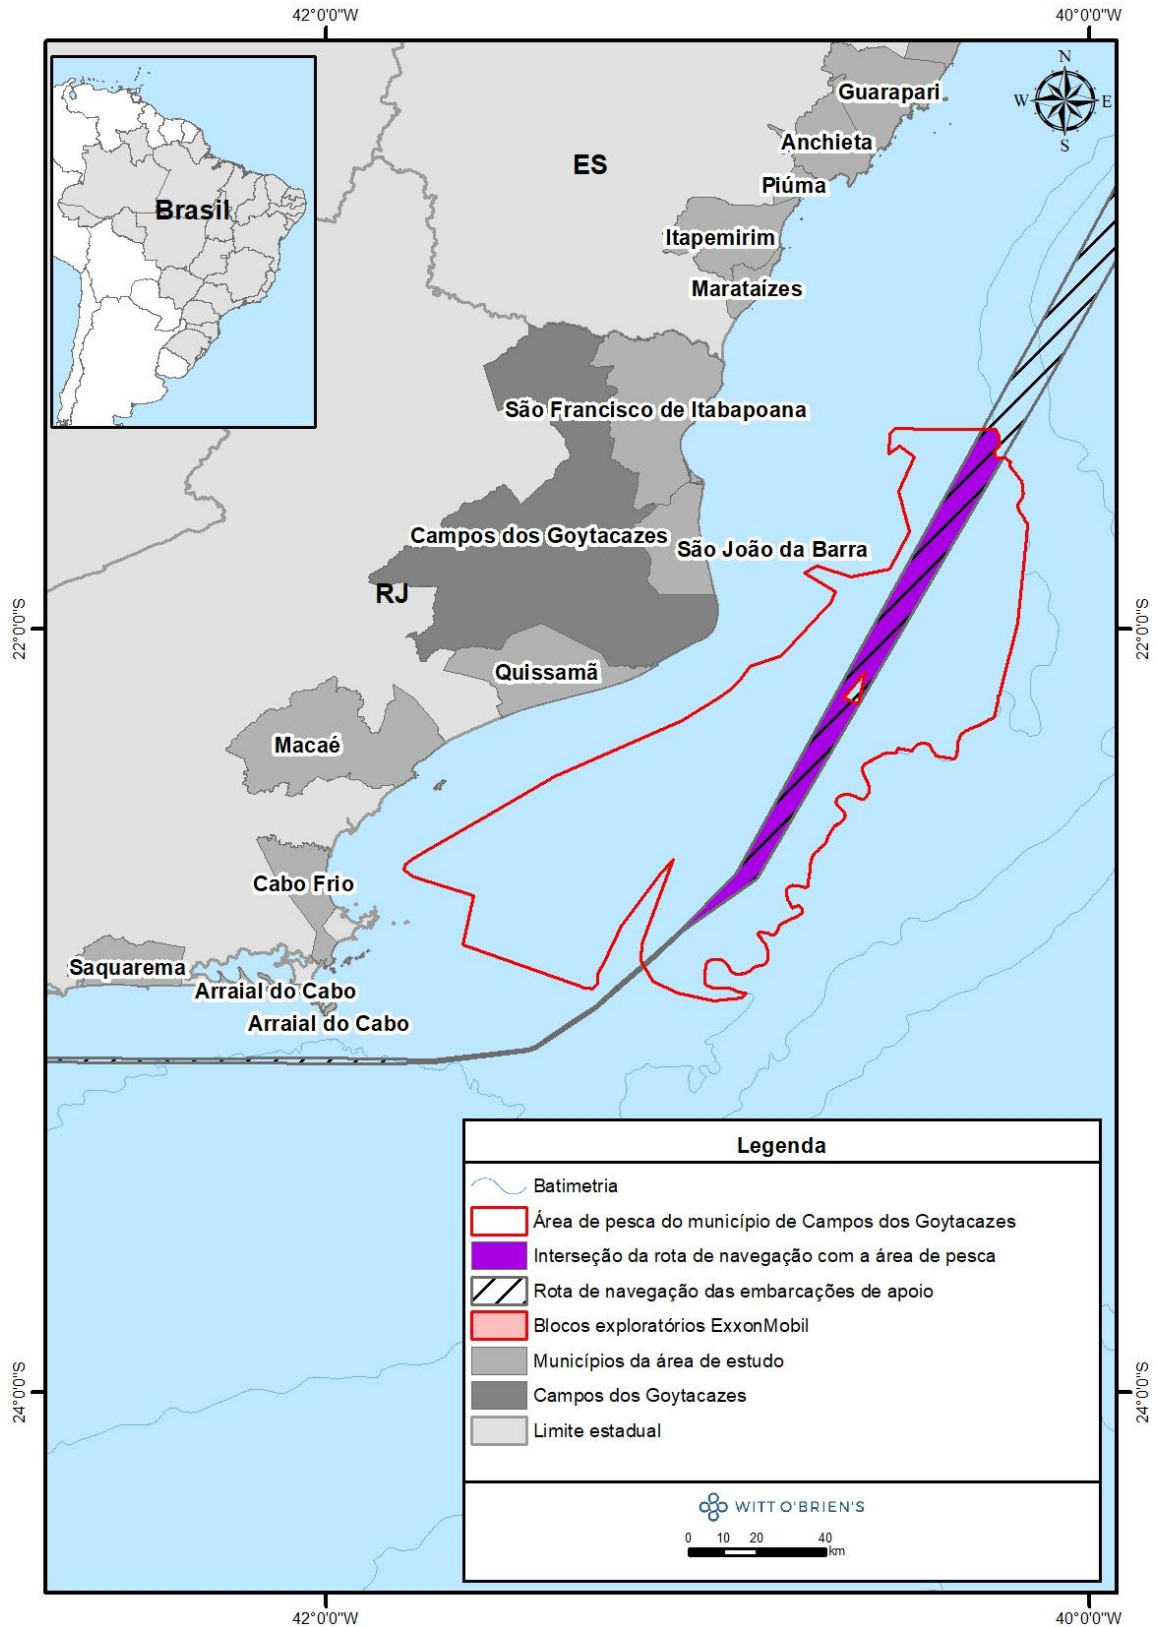 42°0'0"W
40°0'0"W
Brasil
ES
N
W
E
S
Guarapari
Anchieta
Piúma
Itapemirim
Marataízes
São Francisco de Itabapoana
Campos dos Goytacazes
São João da Barra
RJ
22°0'0"S
22°0'0"S
Quissamã
Macaé
Cabo Frio
Saquarema
Arraial do Cabo
Arraial do Cabo
Legenda
Batimetria
Área de pesca do município de Campos dos Goytacazes
Interseção da rota de navegação com a área de pesca
Rota de navegação das embarcações de apoio
Blocos exploratórios ExxonMobil
Municípios da área de estudo
Campos dos Goytacazes
Limite estadual
24°0'0"S
24°0'0"S
WITT O'BRIEN'S
0 10 20 40
km
42°0'0"W
40°0'0"W